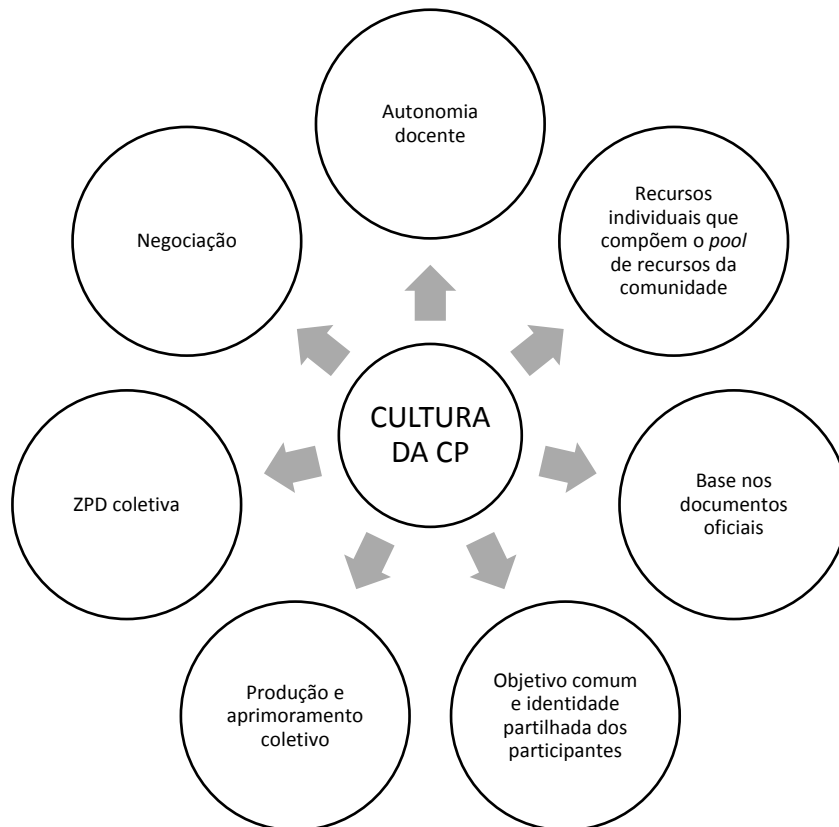 Autonomia
docente
Recursos
individuais que
compõem o pool
de recursos da
comunidade
Base nos
documentos
oficiais
Objetivo comum
e identidade
partilhada dos
participantes
Produção e
aprimoramento
coletivo
ZPD coletiva
Negociação
CULTURA
DA CP